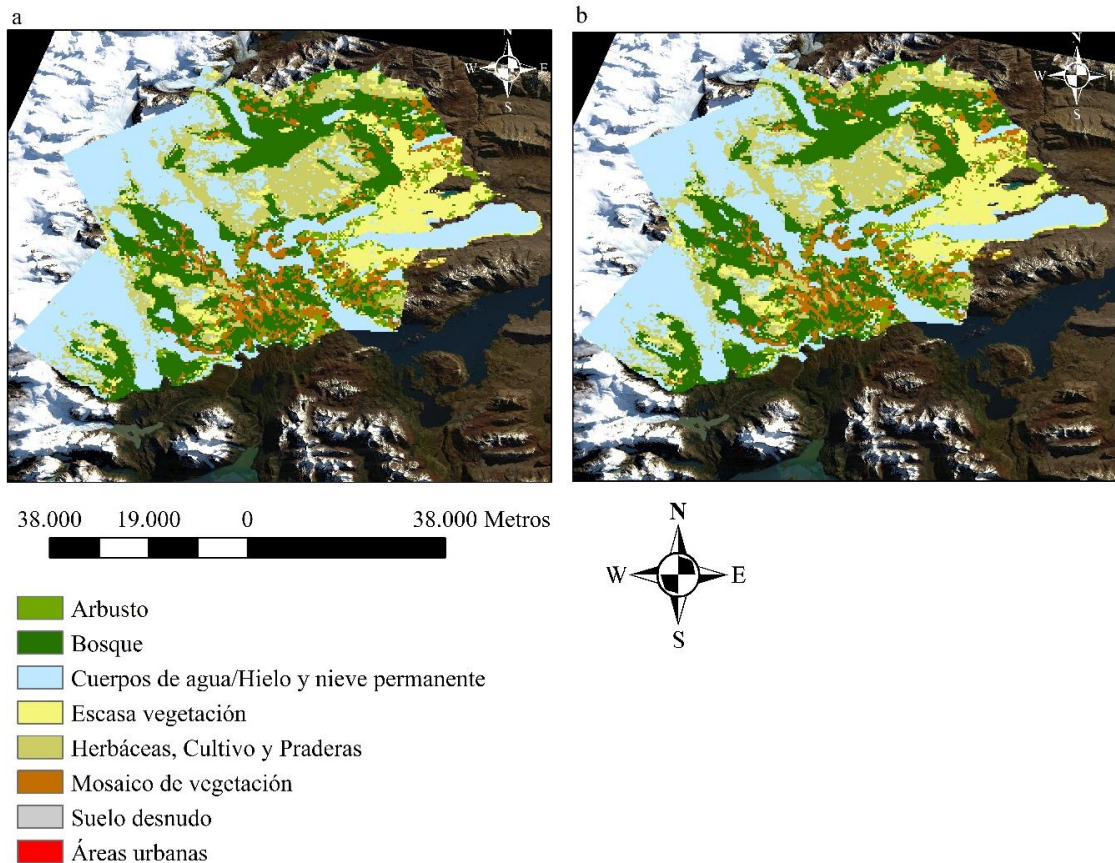 a
b
N
W E
S
N
W E
S
38.000 19.000 0 38.000 Metros
N
W E
S
Arbusto
Bosque
Cuerpos de agua/Hielo y nieve permanente
Escasa vegetación
Herbáceas, Cultivo y Praderas
Mosaico de vegetación
Suelo desnudo
Áreas urbanas